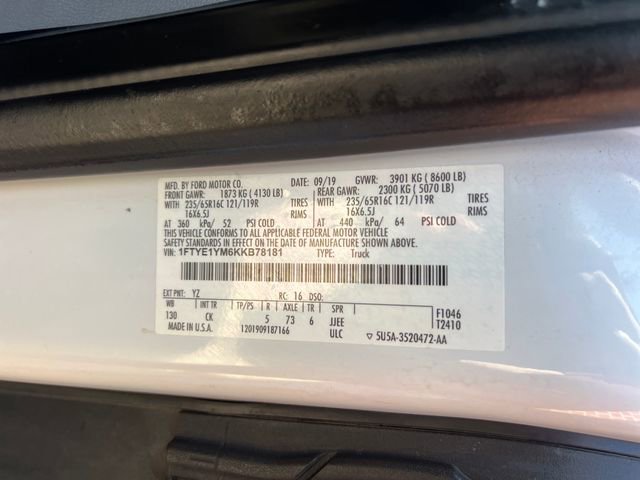 MFD. BY FORD MOTOR CO. DATE: 09/19 GVWR: 3901 KG ( 8600 LB)
FRONT GAWR: 1873 KG ( 4130 LB) REAR GAWR: 2300 KG ( 5070 LB)
WITH 235/65R16C 121/119R TIRES WITH 235/65R16C 121/119R TIRES
16X6.5J RIMS 16X6.5J RIMS
AT 360 kPa/ 52 PSI COLD AT 440 kPa/ 64 PSI COLD
THIS VEHICLE CONFORMS TO ALL APPLICABLE FEDERAL MOTOR VEHICLE
SAFETY STANDARDS IN EFFECT ON THE DATE OF MANUFACTURE SHOWN ABOVE.
VIN: 1FTYE1YM6KKB78181 TYPE: Truck
EXT PNT: YZ RC: 16 DSO:
WB INT TR TP/PS R AXLE TR SPR F1046
130 CK 5 73 6 JJEE T2410
MADE IN U.S.A. 1201909187166 ULC ▽ 5U5A-3520472-AA